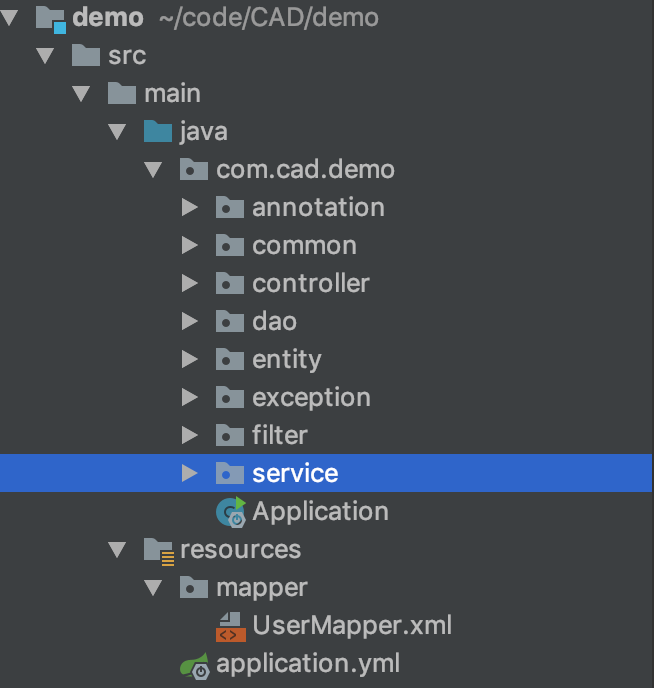 demo ~/code/CAD/demo
src
main
java
com.cad.demo
annotation
common
controller
dao
entity
exception
filter
service
Application
resources
mapper
UserMapper.xml
application.yml